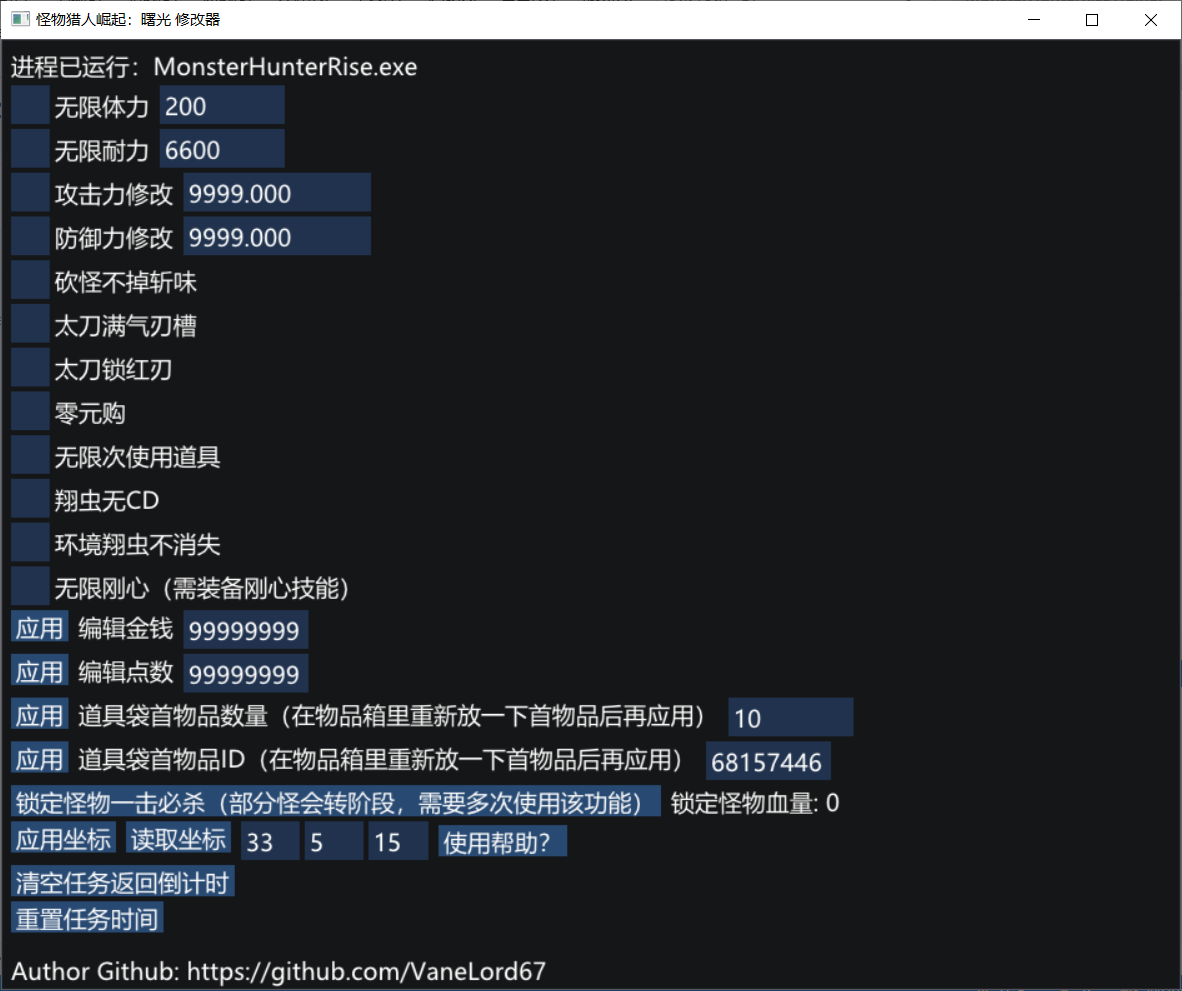 怪物猎人崛起：曙光 修改器
进程已运行：MonsterHunterRise.exe
无限体力 200
无限耐力 6600
攻击力修改 9999.000
防御力修改 9999.000
砍怪不掉斩味
太刀满气刃槽
太刀锁红刃
零元购
无限次使用道具
翔虫无CD
环境翔虫不消失
无限刚心（需装备刚心技能）
应用 编辑金钱 99999999
应用 编辑点数 99999999
应用 道具袋首物品数量（在物品箱里重新放一下首物品后再应用） 10
应用 道具袋首物品ID（在物品箱里重新放一下首物品后再应用） 68157446
锁定怪物一击必杀（部分怪会转阶段，需要多次使用该功能） 锁定怪物血量: 0
应用坐标 读取坐标 33 5 15 使用帮助？
清空任务返回倒计时
重置任务时间
Author Github: https://github.com/VaneLord67